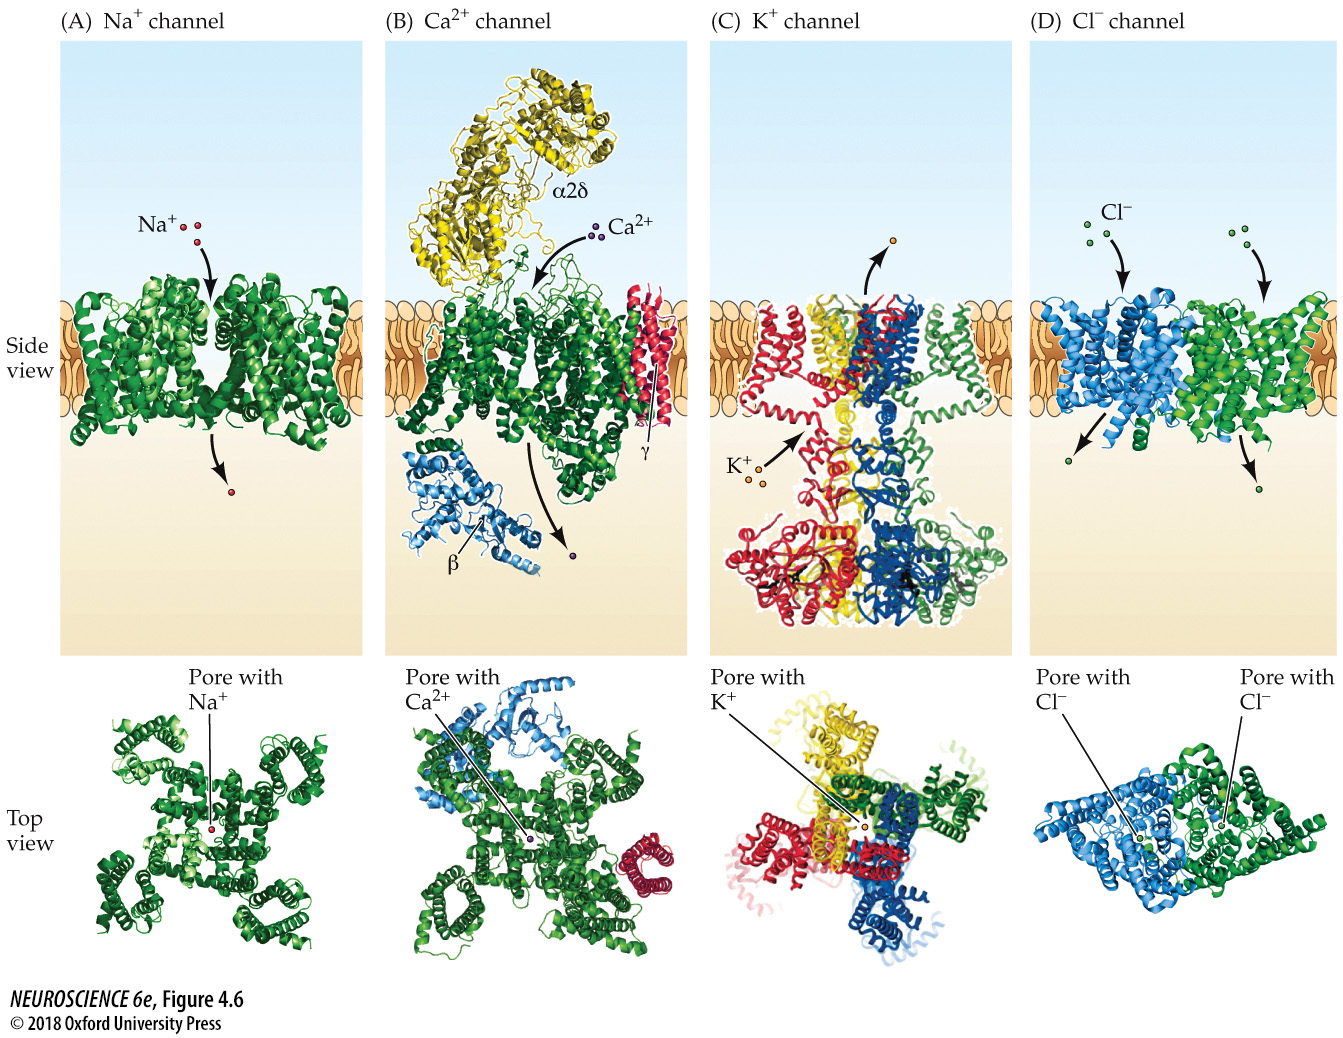 (A) Na⁺ channel
(B) Ca²⁺ channel
(C) K⁺ channel
(D) Cl⁻ channel
α2δ
Na⁺
Ca²⁺
Cl⁻
Side
view
γ
K⁺
β
Pore with
Na⁺
Pore with
Ca²⁺
Pore with
K⁺
Pore with
Cl⁻
Pore with
Cl⁻
Top
view
NEUROSCIENCE 6e, Figure 4.6
© 2018 Oxford University Press